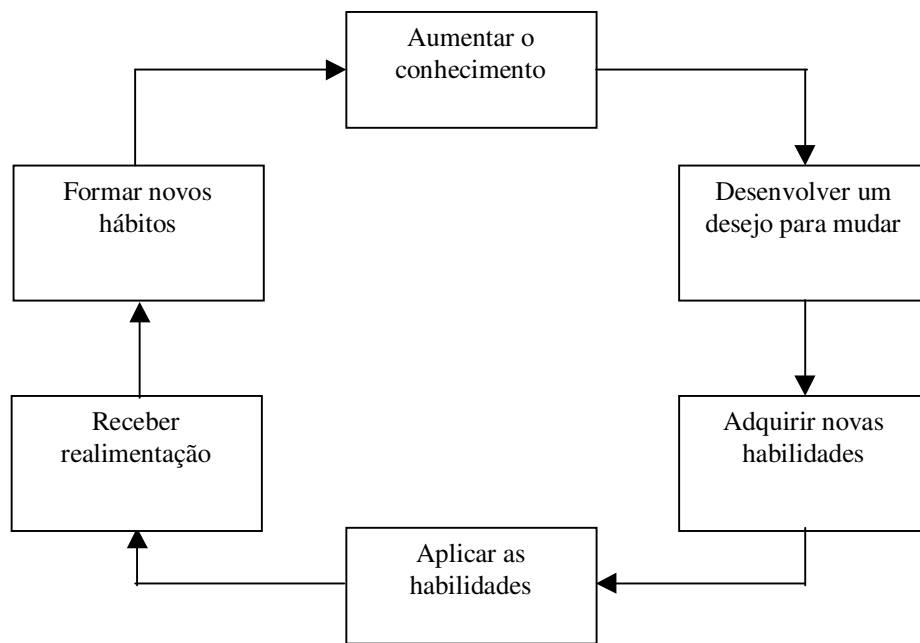 Aumentar o
conhecimento
Desenvolver um
desejo para mudar
Adquirir novas
habilidades
Aplicar as
habilidades
Receber
realimentação
Formar novos
hábitos